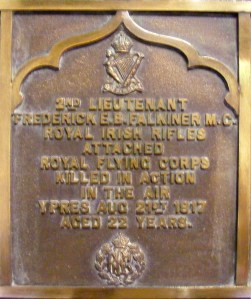 2ND LIEUTENANT
FREDERICK E.B. FALKINER M.C.
ROYAL IRISH RIFLES
ATTACHED
ROYAL FLYING CORPS
KILLED IN ACTION
IN THE AIR
YPRES AUG 21ST 1917
AGED 22 YEARS.